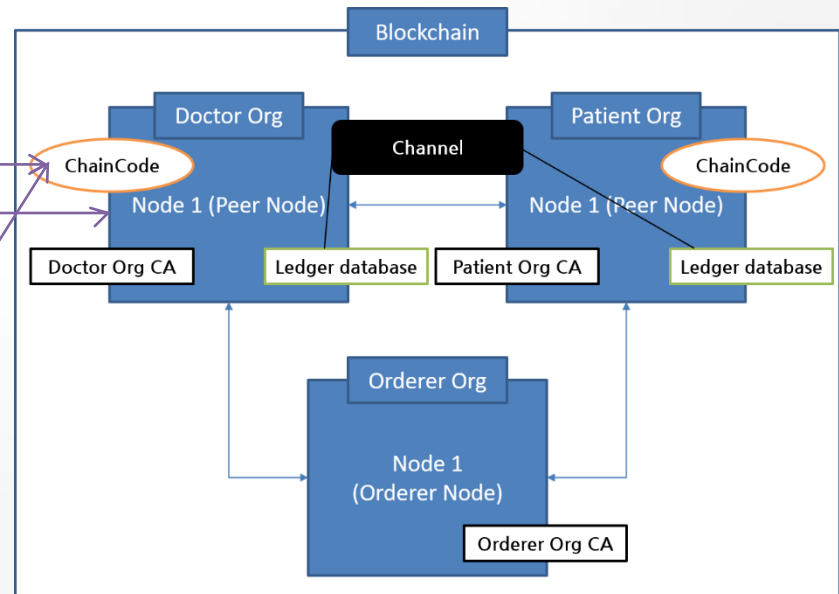 Blockchain
Doctor Org
Patient Org
Channel
ChainCode
ChainCode
Node 1 (Peer Node)
Node 1 (Peer Node)
Doctor Org CA
Ledger database
Patient Org CA
Ledger database
Orderer Org
Node 1
(Orderer Node)
Orderer Org CA